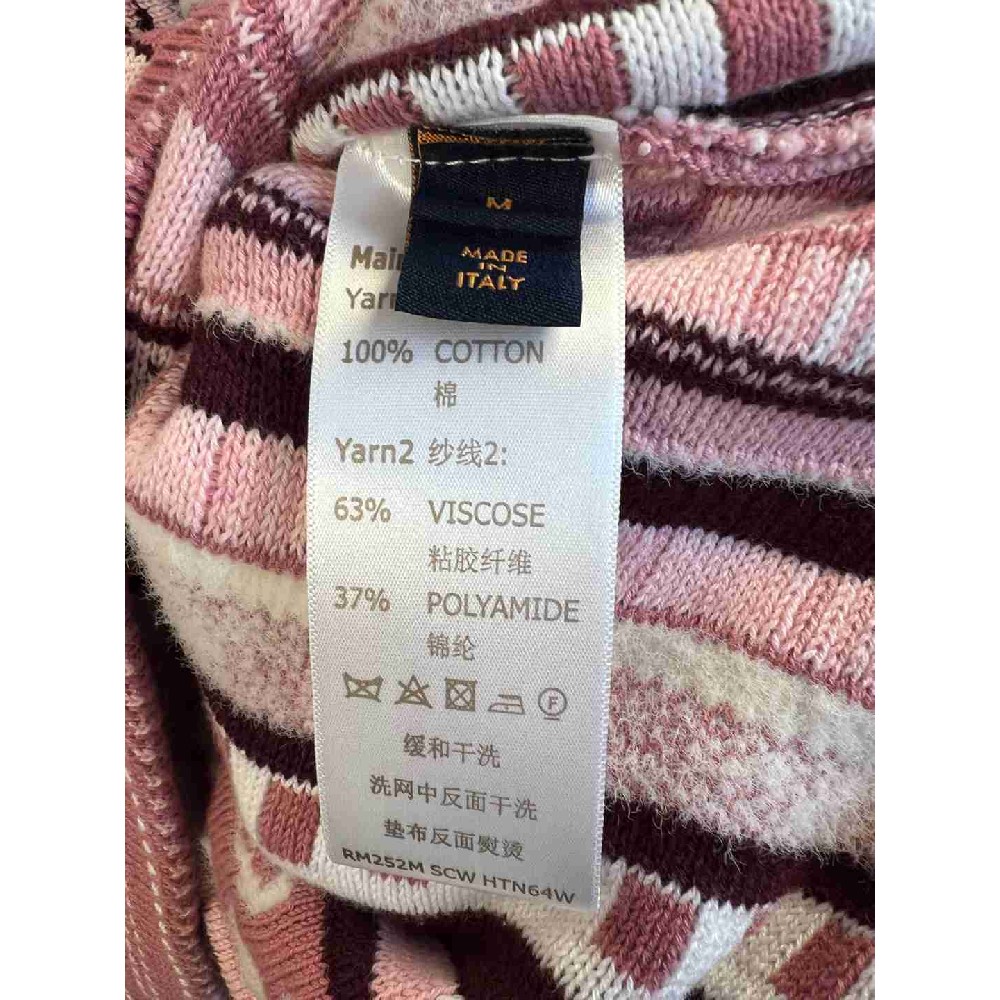 M
MADE
IN
ITALY
100% COTTON
棉
Yarn2 纱线2:
63% VISCOSE
粘胶纤维
37% POLYAMIDE
锦纶
F
缓和干洗
洗网中反面干洗
垫布反面熨烫
RM252M SCW HTN64W